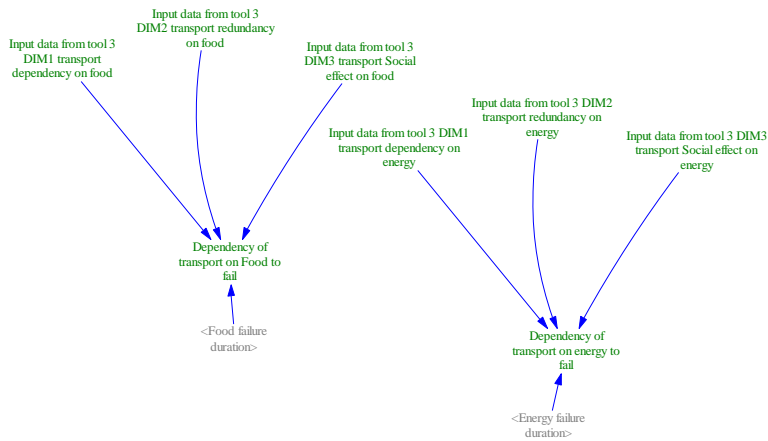 Input data from tool 3
DIM1 transport
dependency on food
Input data from tool 3
DIM2 transport redundancy
on food
Input data from tool 3
DIM3 transport Social
effect on food
Input data from tool 3 DIM1
transport dependency on
energy
Input data from tool 3 DIM2
transport redundancy on
energy
Input data from tool 3 DIM3
transport Social effect on
energy
Dependency of
transport on Food to
fail
<Food failure
duration>
Dependency of
transport on energy to
fail
<Energy failure
duration>